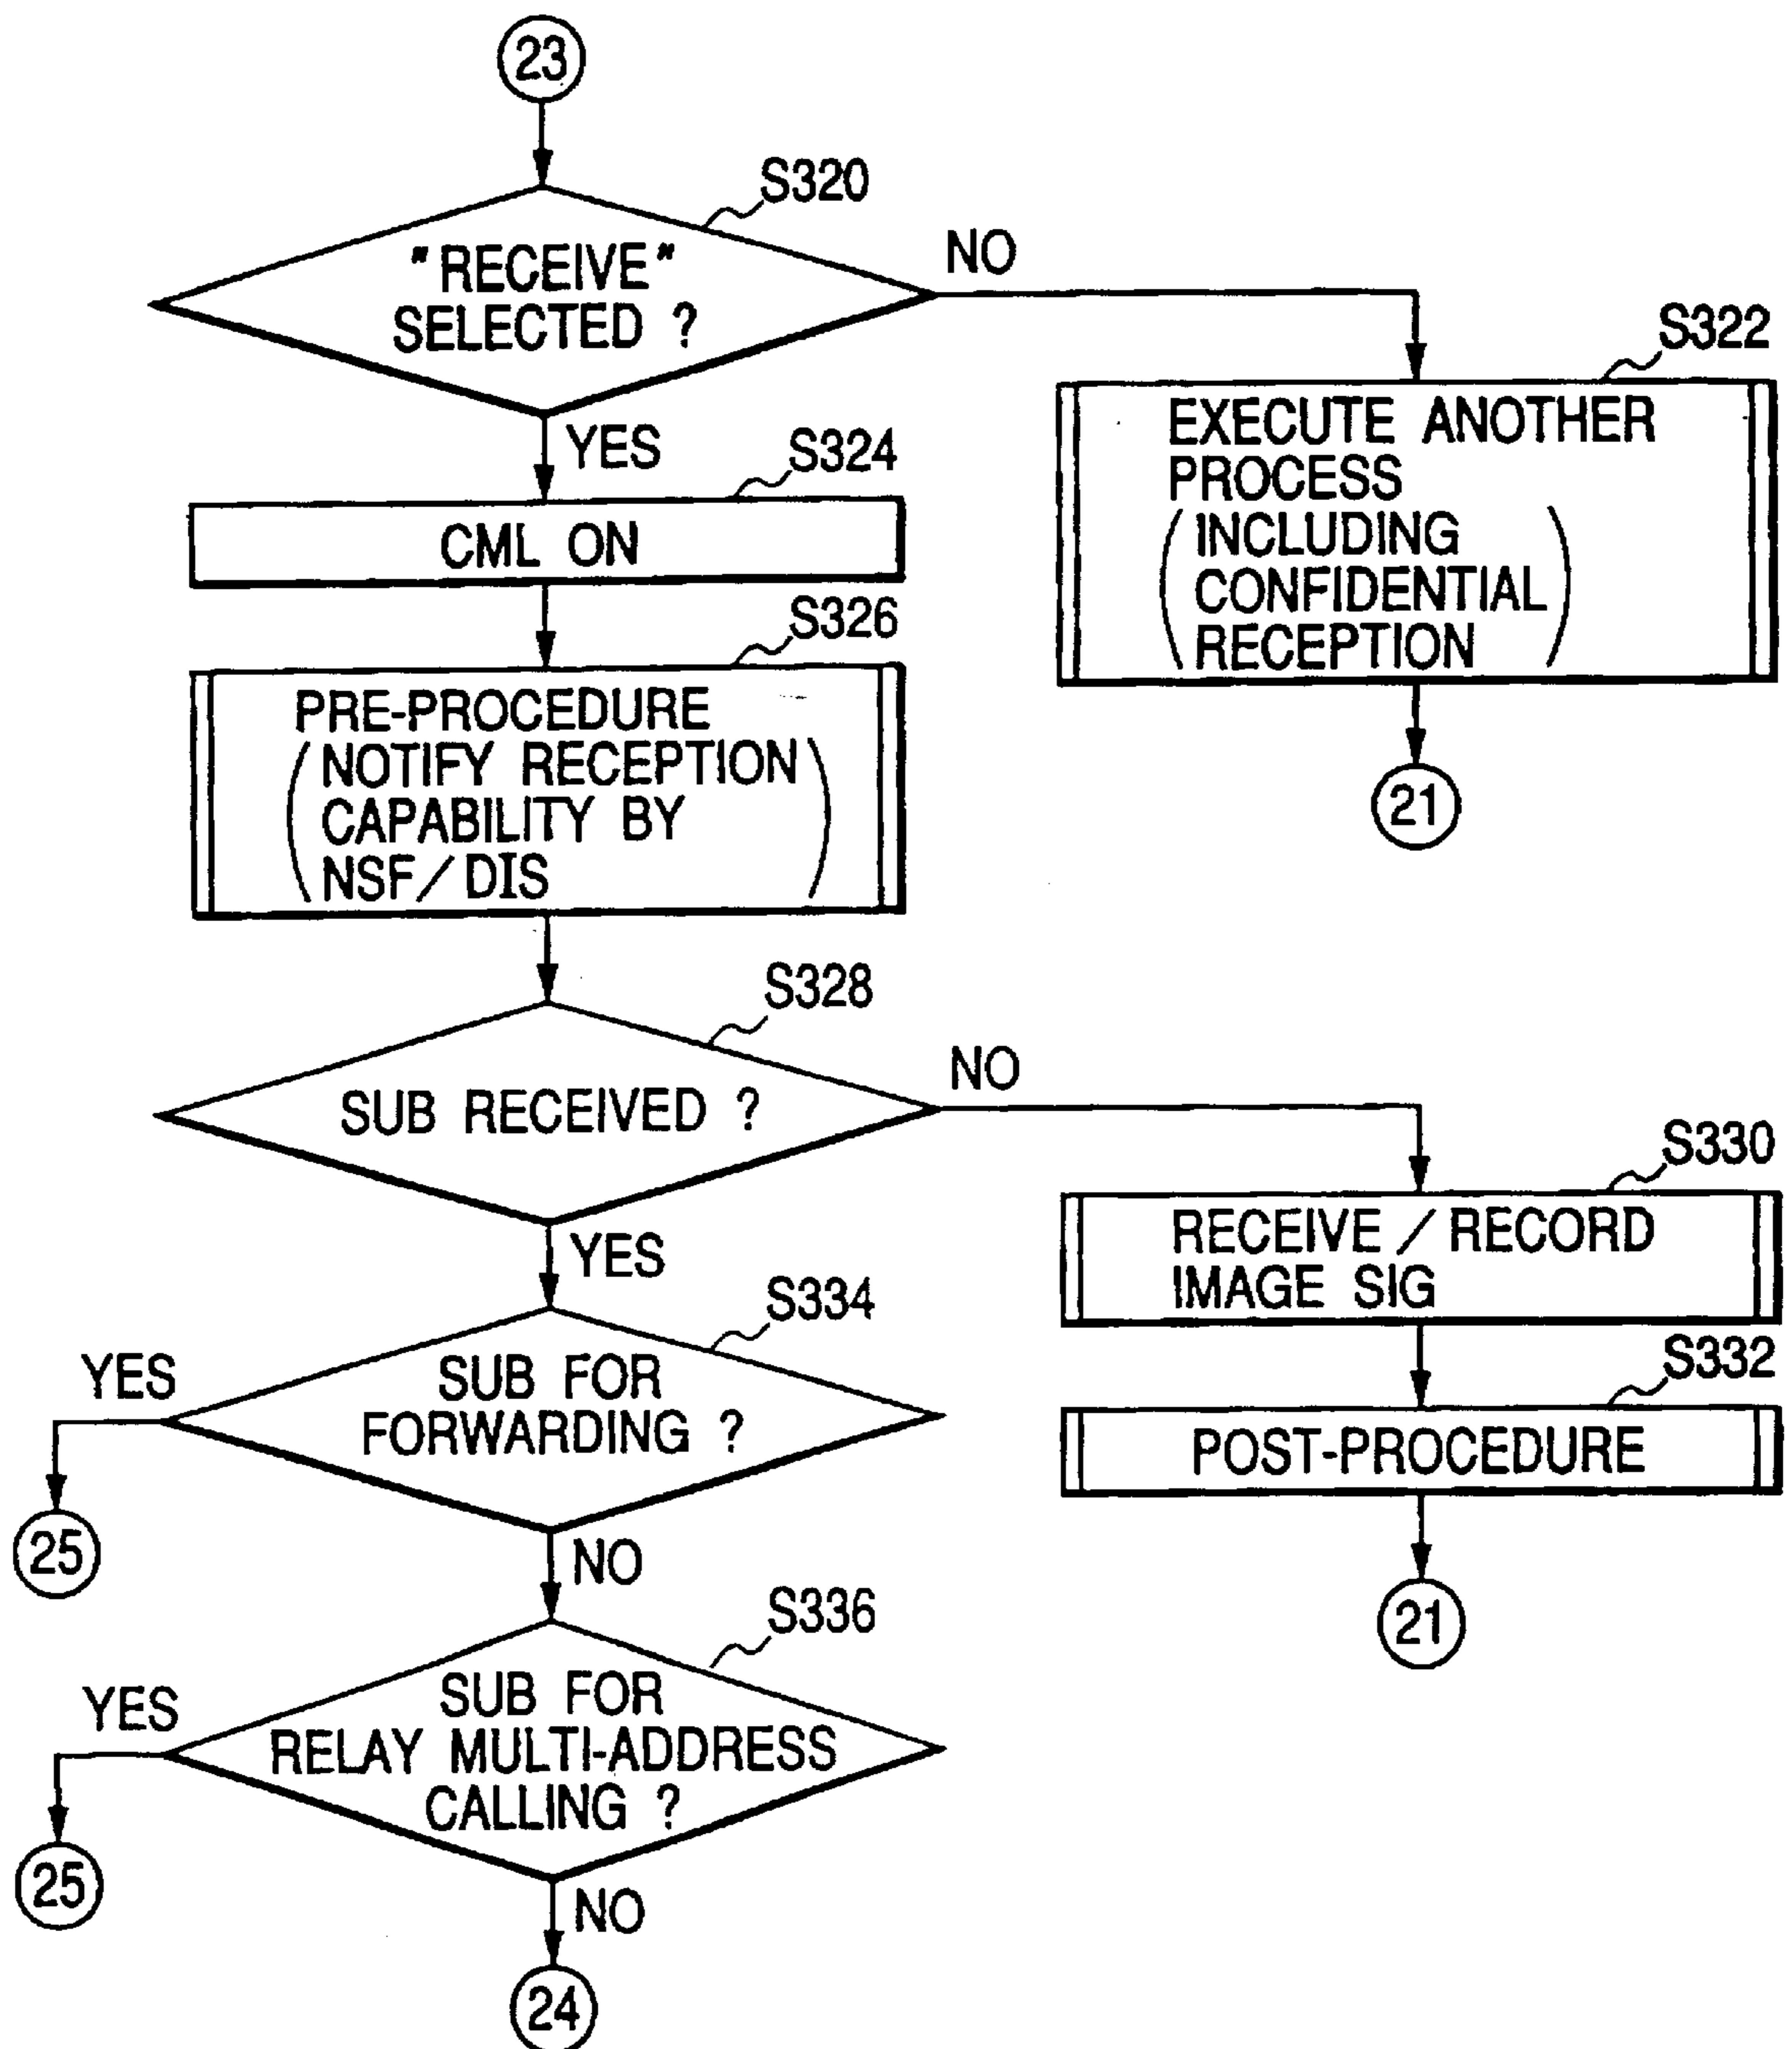 23
S320
"RECEIVE"
SELECTED ?
NO
YES
S322
EXECUTE ANOTHER
PROCESS
(INCLUDING
CONFIDENTIAL
RECEPTION)
21
S324
CML ON
S326
PRE-PROCEDURE
(NOTIFY RECEPTION
CAPABILITY BY
NSF/DIS)
S328
SUB RECEIVED ?
NO
YES
S330
RECEIVE / RECORD
IMAGE SIG
S332
POST-PROCEDURE
21
S334
SUB FOR
FORWARDING ?
YES
25
NO
S336
SUB FOR
RELAY MULTI-ADDRESS
CALLING ?
YES
25
NO
24